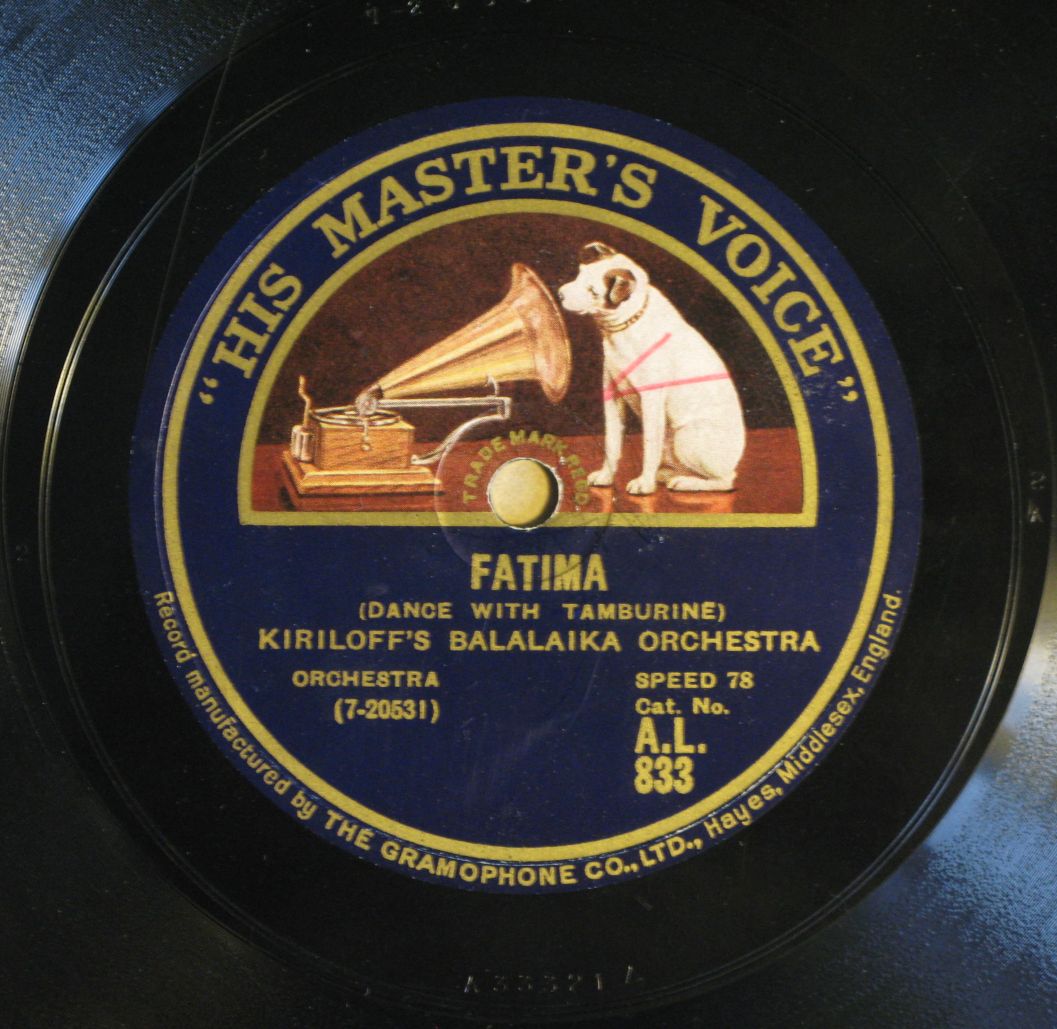 “HIS MASTER'S VOICE”
TRADE MARK REGD.
FATIMA
(DANCE WITH TAMBURINE)
KIRILOFF'S BALALAIKA ORCHESTRA
ORCHESTRA
(7-20531)
SPEED 78
Cat. No.
A.L.
833
Record manufactured by THE GRAMOPHONE CO., LTD., Hayes, Middlesex, England.
A33321 A